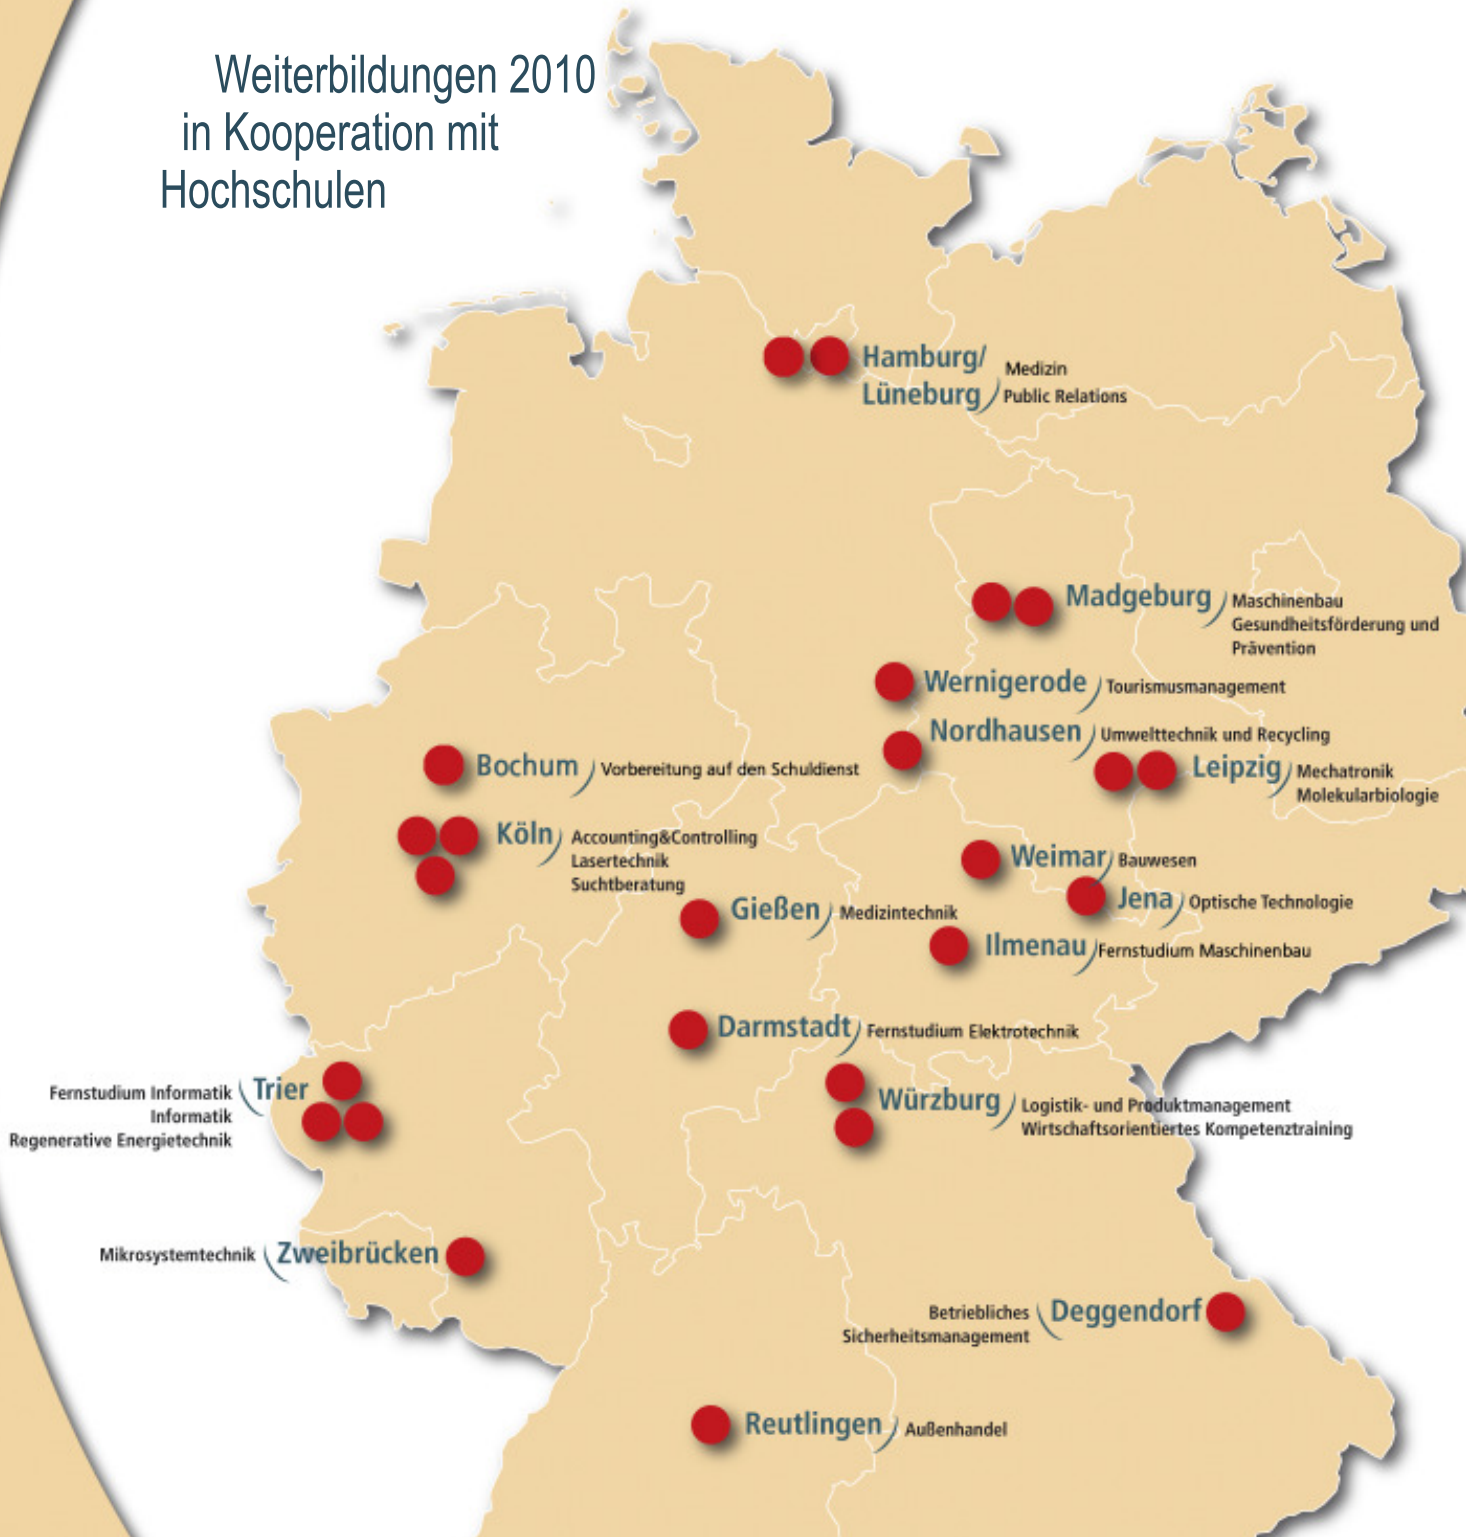 Weiterbildungen 2010
in Kooperation mit
Hochschulen
Hamburg/
Lüneburg
Medizin
Public Relations
Madgeburg
Maschinenbau
Gesundheitsförderung und
Prävention
Wernigerode
Tourismusmanagement
Nordhausen
Umwelttechnik und Recycling
Leipzig
Mechatronik
Molekularbiologie
Bochum
Vorbereitung auf den Schuldienst
Köln
Accounting&Controlling
Lasertechnik
Suchtberatung
Weimar
Bauwesen
Jena
Optische Technologie
Gießen
Medizintechnik
Ilmenau
Fernstudium Maschinenbau
Darmstadt
Fernstudium Elektrotechnik
Trier
Fernstudium Informatik
Informatik
Regenerative Energietechnik
Würzburg
Logistik- und Produktmanagement
Wirtschaftsorientiertes Kompetenztraining
Mikrosystemtechnik
Zweibrücken
Betriebliches
Sicherheitsmanagement
Deggendorf
Reutlingen
Außenhandel